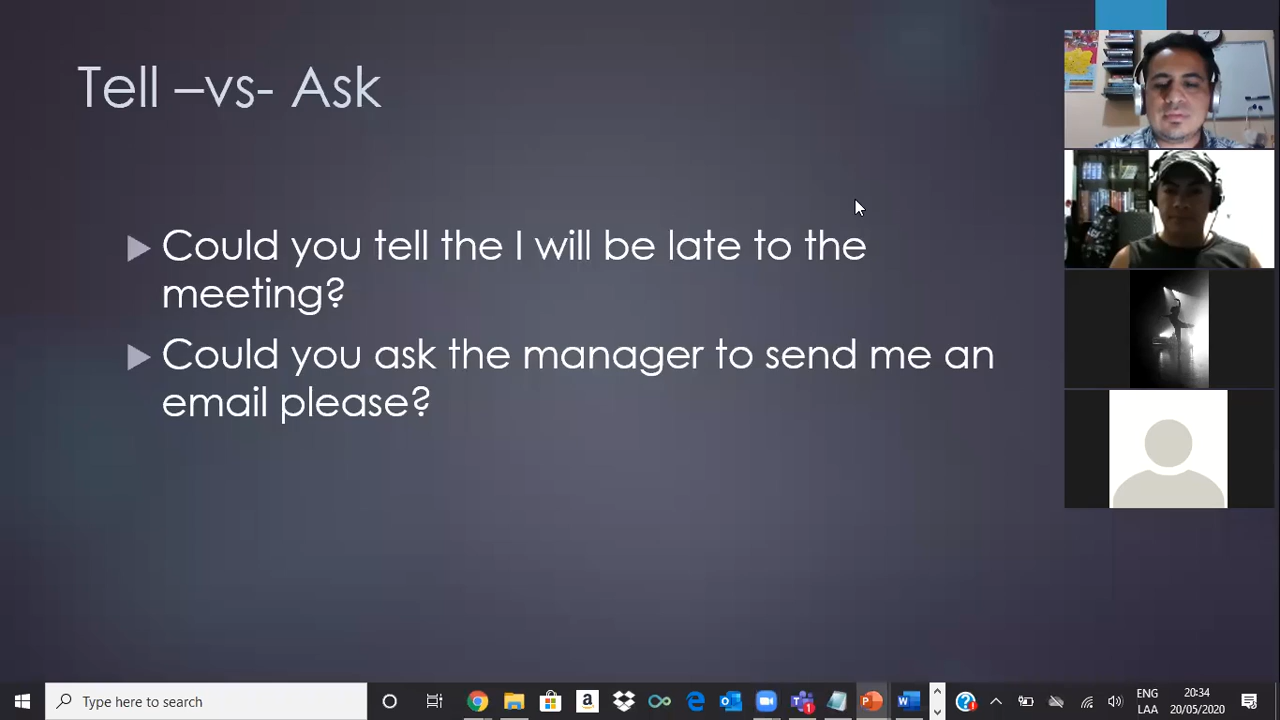 Tell –vs- Ask
Could you tell the I will be late to the
meeting?
Could you ask the manager to send me an
email please?
Type here to search
ENG
LAA
20:34
20/05/2020